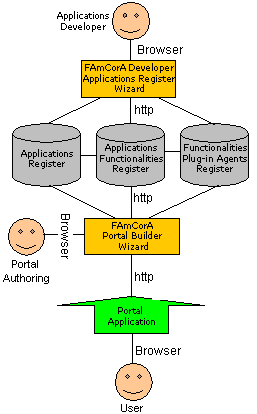 Applications
Developer
Browser
FAmCorA Developer
Applications Register
Wizard
http
Applications
Register
Applications
Functionalities
Register
Functionalities
Plug-in Agents
Register
http
FAmCorA
Portal Builder
Wizard
Browser
Portal
Authoring
http
Portal
Application
Browser
User